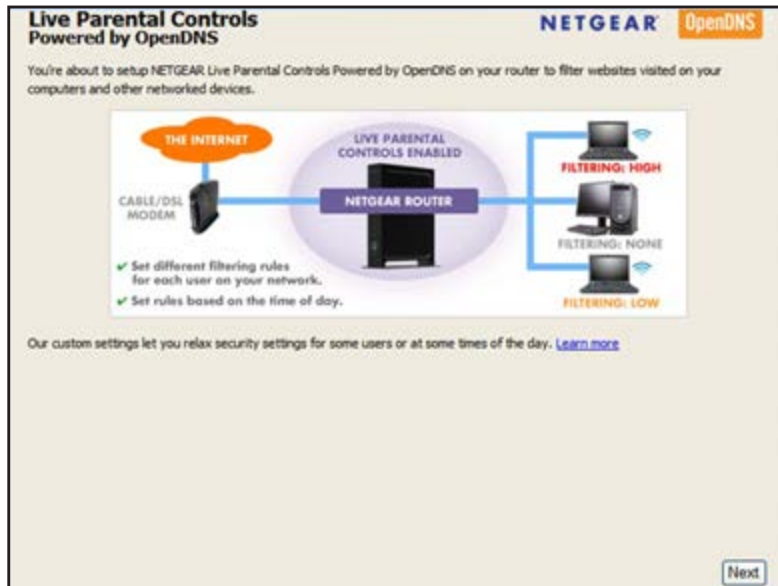 Live Parental Controls
Powered by OpenDNS
NETGEAR
OpenDNS
You're about to setup NETGEAR Live Parental Controls Powered by OpenDNS on your router to filter websites visited on your
computers and other networked devices.
THE INTERNET
CABLE/DSL
MODEM
LIVE PARENTAL
CONTROLS ENABLED
NETGEAR ROUTER
FILTERING: HIGH
FILTERING: NONE
FILTERING: LOW
✓ Set different filtering rules
for each user on your network.
✓ Set rules based on the time of day.
Our custom settings let you relax security settings for some users or at some times of the day. Learn more
Next